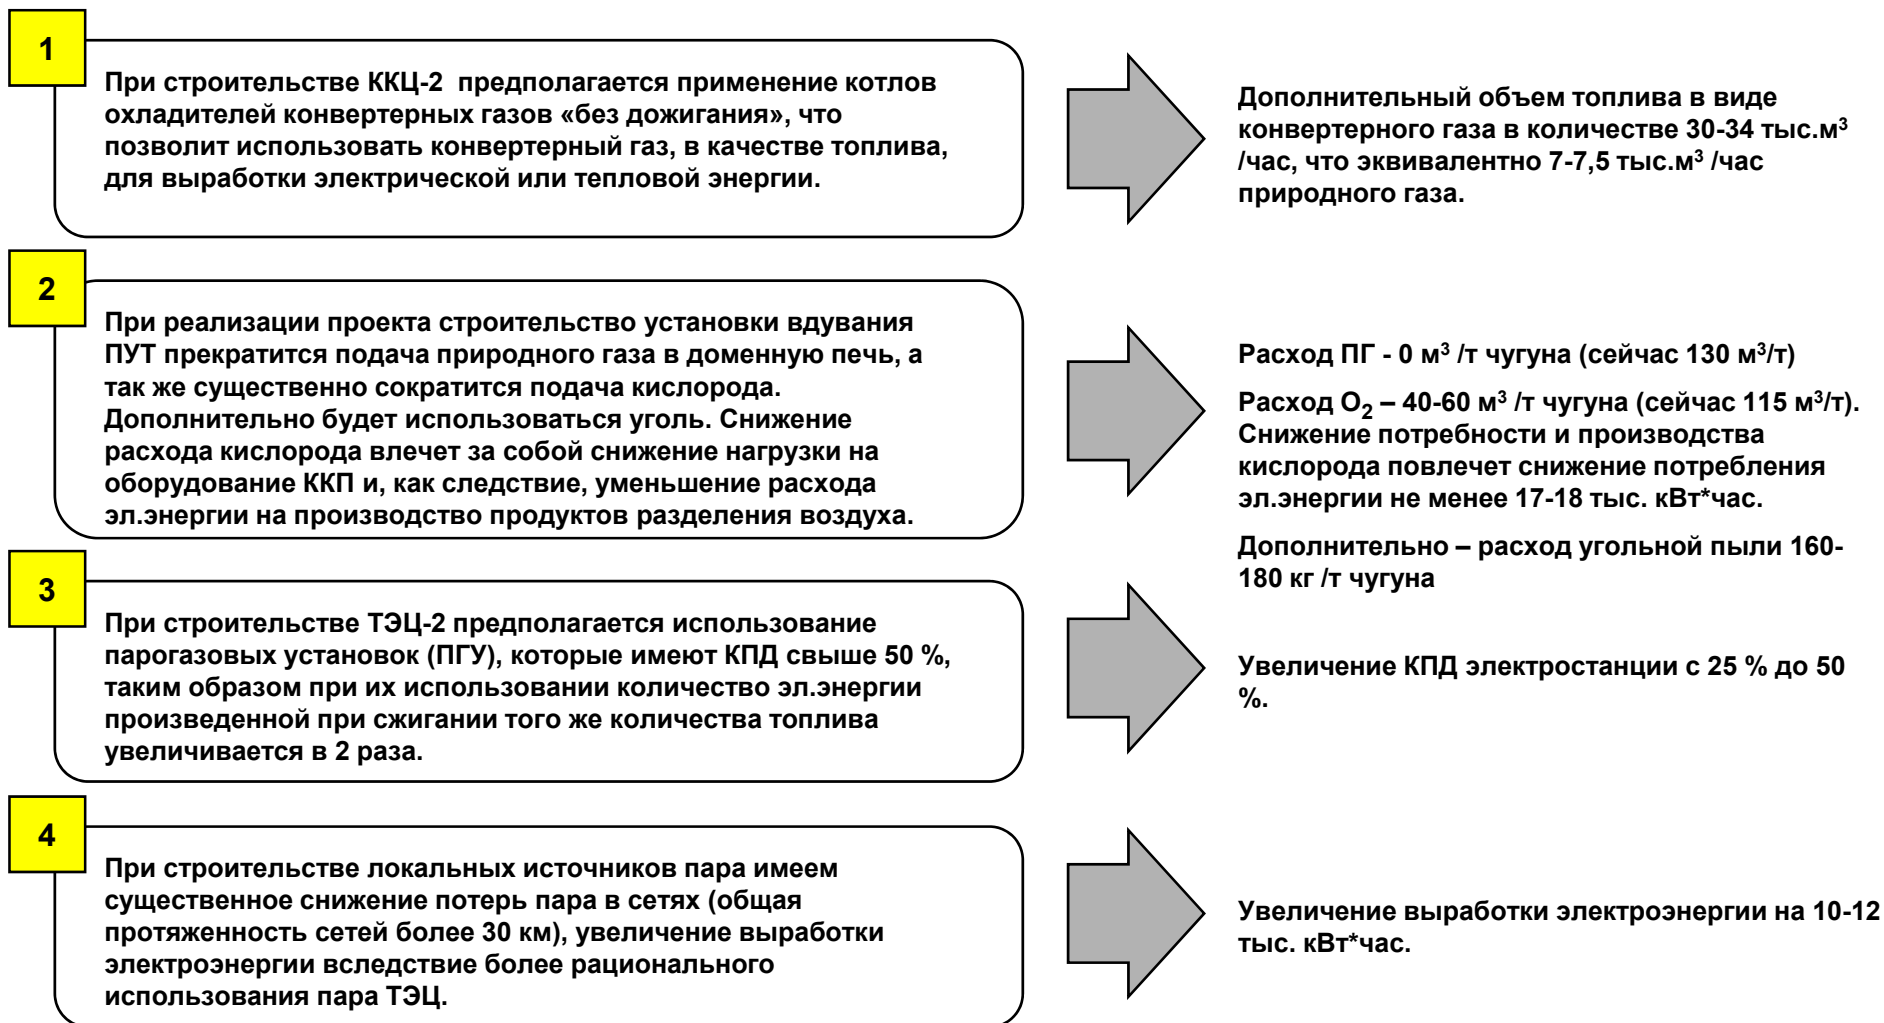 1
При строительстве ККЦ-2 предполагается применение котлов
охладителей конвертерных газов «без дожигания», что
позволит использовать конвертерный газ, в качестве топлива,
для выработки электрической или тепловой энергии.
Дополнительный объем топлива в виде
конвертерного газа в количестве 30-34 тыс.м³
/час, что эквивалентно 7-7,5 тыс.м³ /час
природного газа.
2
При реализации проекта строительство установки вдувания
ПУТ прекратится подача природного газа в доменную печь, а
так же существенно сократится подача кислорода.
Дополнительно будет использоваться уголь. Снижение
расхода кислорода влечет за собой снижение нагрузки на
оборудование ККП и, как следствие, уменьшение расхода
эл.энергии на производство продуктов разделения воздуха.
Расход ПГ - 0 м³ /т чугуна (сейчас 130 м³/т)
Расход О₂ – 40-60 м³ /т чугуна (сейчас 115 м³/т).
Снижение потребности и производства
кислорода повлечет снижение потребления
эл.энергии не менее 17-18 тыс. кВт*час.
Дополнительно – расход угольной пыли 160-
180 кг /т чугуна
3
При строительстве ТЭЦ-2 предполагается использование
парогазовых установок (ПГУ), которые имеют КПД свыше 50 %,
таким образом при их использовании количество эл.энергии
произведенной при сжигании того же количества топлива
увеличивается в 2 раза.
Увеличение КПД электростанции с 25 % до 50
%.
4
При строительстве локальных источников пара имеем
существенное снижение потерь пара в сетях (общая
протяженность сетей более 30 км), увеличение выработки
электроэнергии вследствие более рационального
использования пара ТЭЦ.
Увеличение выработки электроэнергии на 10-12
тыс. кВт*час.